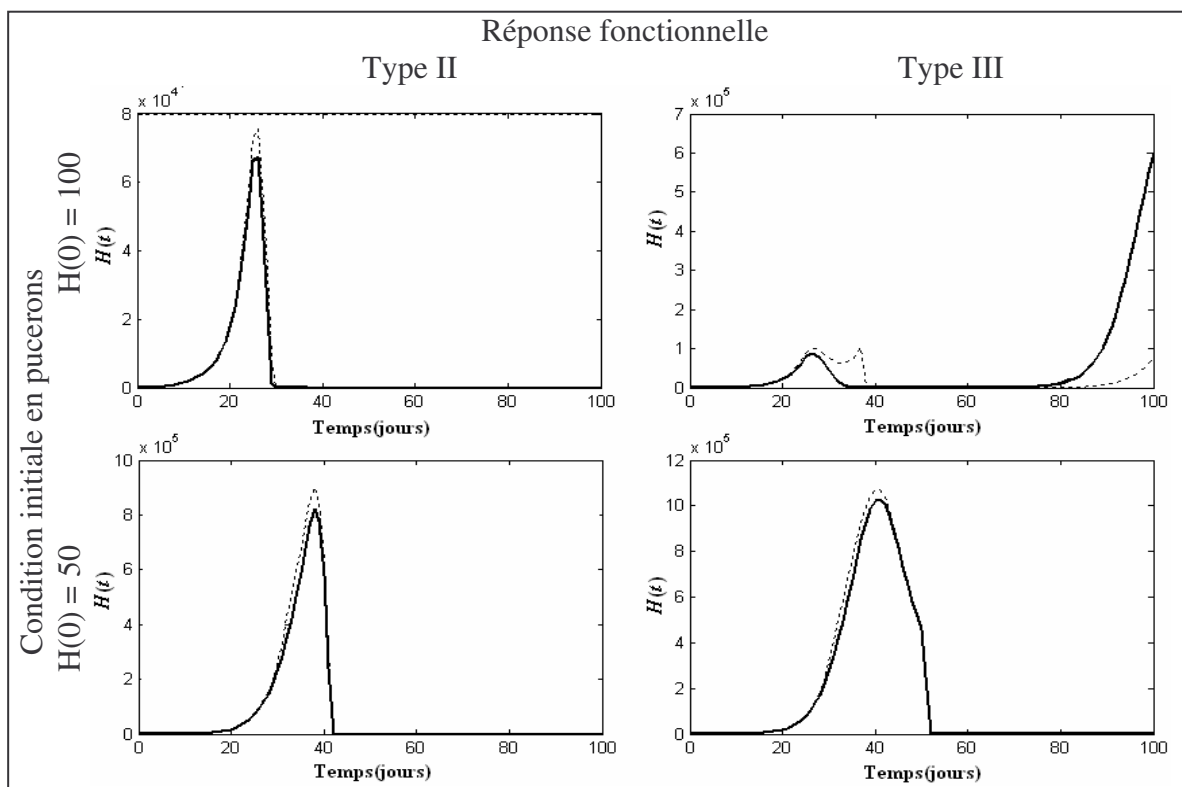 Réponse fonctionnelle
Type II
Type III
Condition initiale en pucerons
H(0) = 100
H(0) = 50
x 10^4
8
6
4
2
0
H(t)
0 20 40 60 80 100
Temps(jours)
x 10^5
7
6
5
4
3
2
1
0
H(t)
0 20 40 60 80 100
Temps(jours)
x 10^5
10
8
6
4
2
0
H(t)
0 20 40 60 80 100
Temps(jours)
x 10^5
12
10
8
6
4
2
0
H(t)
0 20 40 60 80 100
Temps(jours)